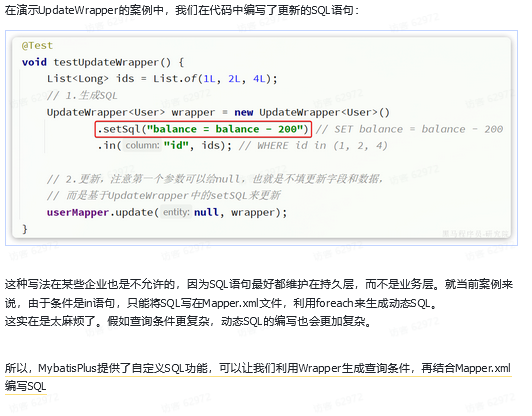 在演示UpdateWrapper的案例中，我们在代码中编写了更新的SQL语句：
@Test
void testUpdateWrapper() {
List<Long> ids = List.of(1L, 2L, 4L);
// 1.生成SQL
UpdateWrapper<User> wrapper = new UpdateWrapper<User>()
.setSql("balance = balance - 200") // SET balance = balance - 200
.in( column: "id", ids); // WHERE id in (1, 2, 4)
// 2.更新，注意第一个参数可以给null，也就是不填更新字段和数据，
// 而是基于UpdateWrapper中的setSQL来更新
userMapper.update( entity: null, wrapper);
}
黑马程序员-研究院
这种写法在某些企业也是不允许的，因为SQL语句最好都维护在持久层，而不是业务层。就当前案例来
说，由于条件是in语句，只能将SQL写在Mapper.xml文件，利用foreach来生成动态SQL。
这实在是太麻烦了。假如查询条件更复杂，动态SQL的编写也会更加复杂。
所以，MybatisPlus提供了自定义SQL功能，可以让我们利用Wrapper生成查询条件，再结合Mapper.xml
编写SQL